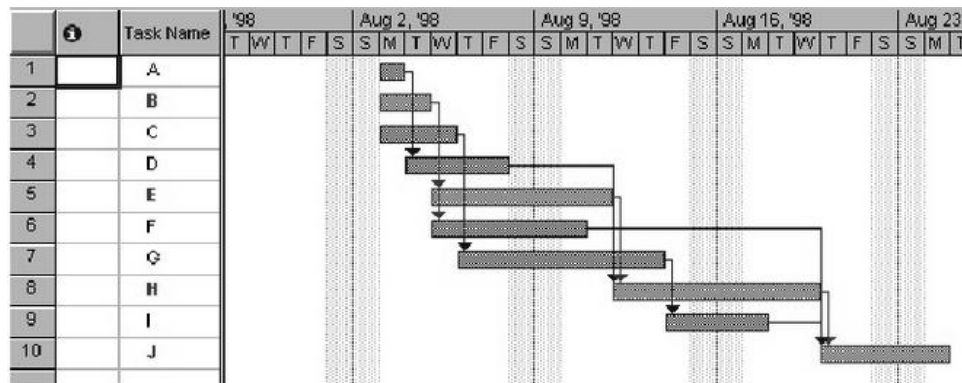 Task Name
, '98
Aug 2, '98
Aug 9, '98
Aug 16, '98
Aug 23
T W T F S S M T W T F S S M T W T F S S M T W T F S S M T
1 A
2 B
3 C
4 D
5 E
6 F
7 G
8 H
9 I
10 J